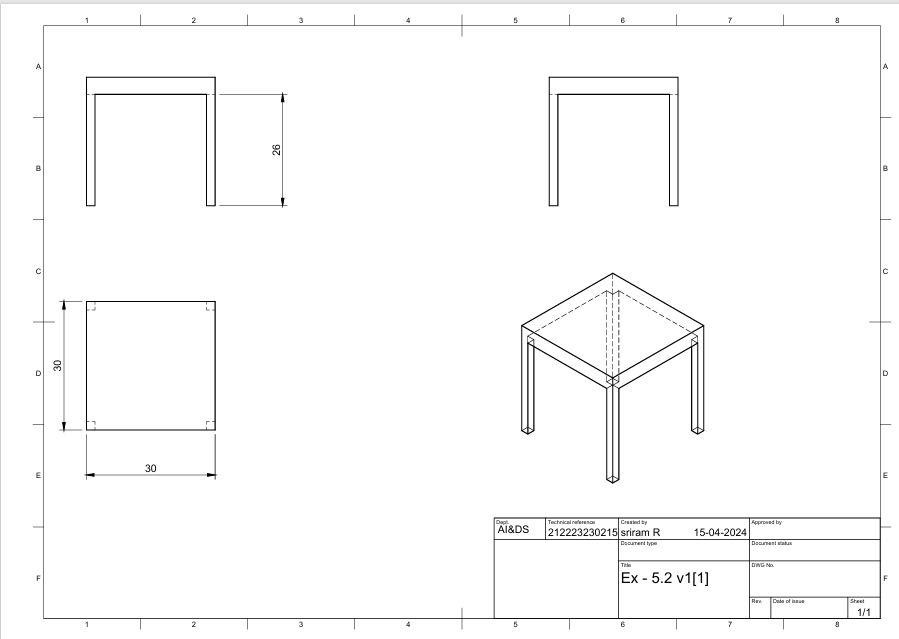 1 2 3 4 5 6 7 8
A A
26
B B
C C
30
D D
30
E E
Dept. Technical reference Created by Approved by
AI&DS 212223230215 sriram R 15-04-2024
Document type Document status
Title DWG No.
Ex - 5.2 v1[1]
F F
Rev. Date of issue Sheet
1/1
1 2 3 4 5 6 7 8